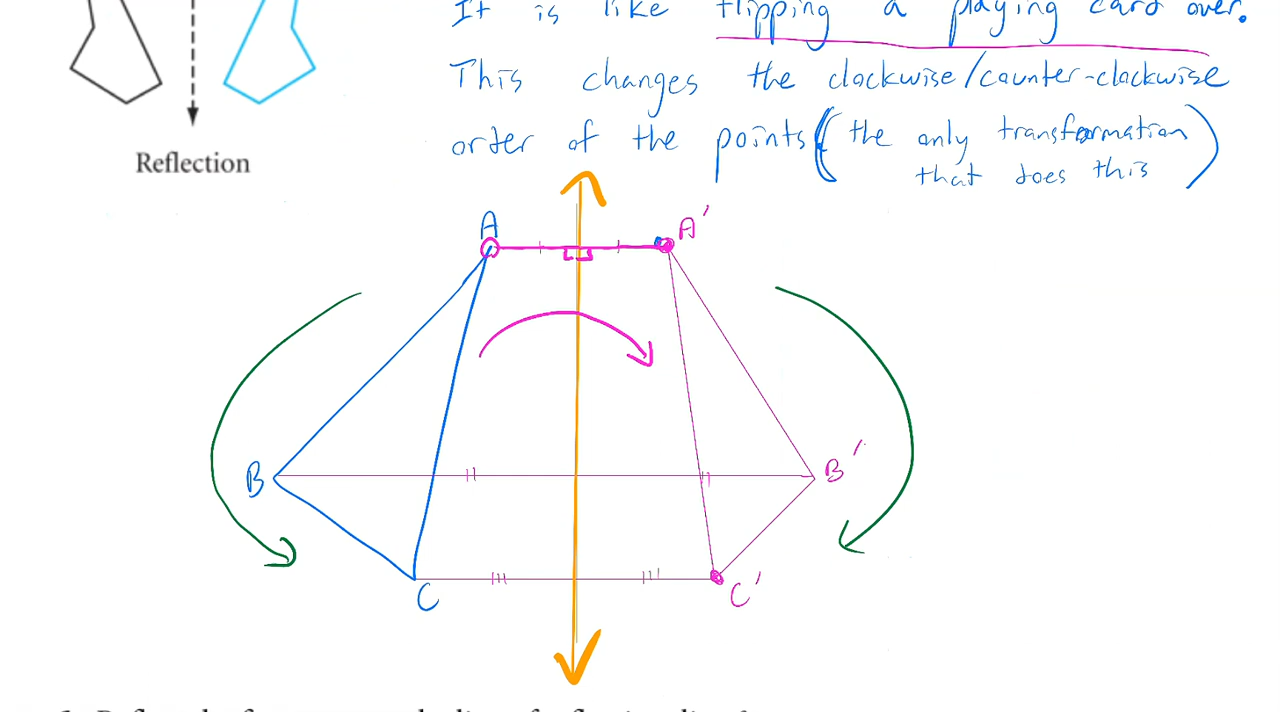 It is like flipping a playing card over.
This changes the clockwise/counter-clockwise
order of the points (the only transformation
that does this)
Reflection
A
A'
B
B'
C
C'